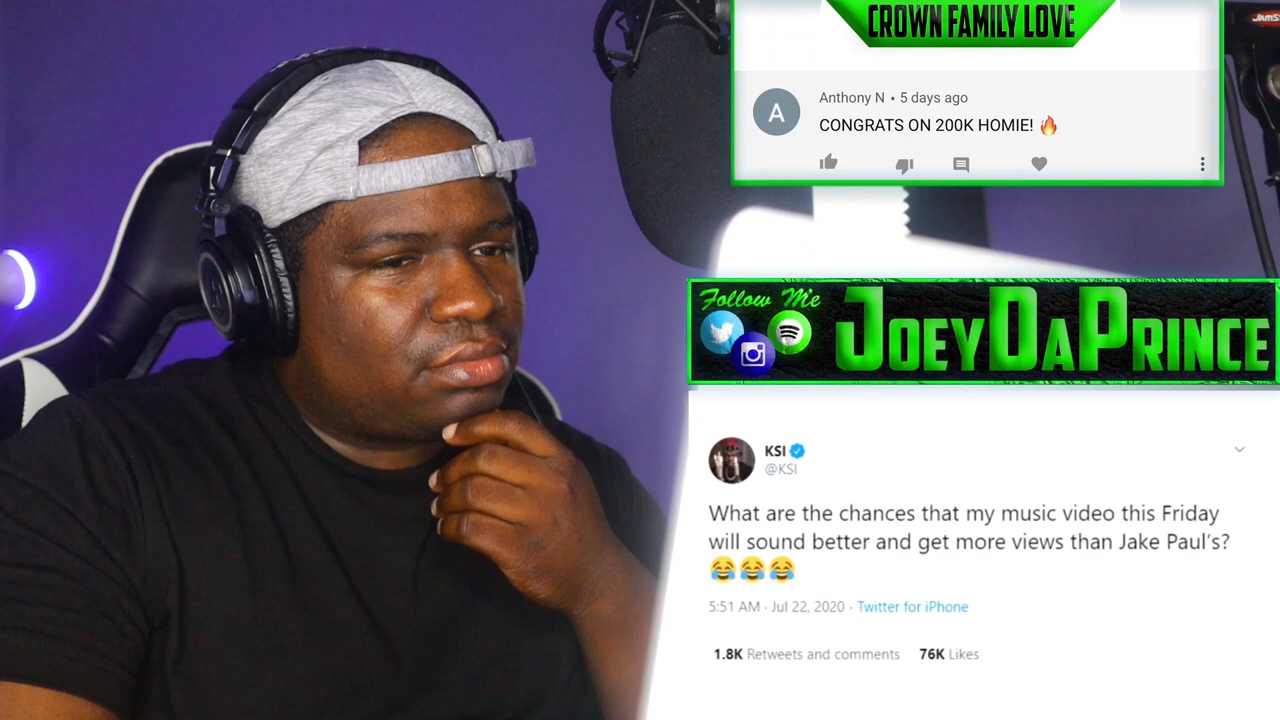 CROWN FAMILY LOVE
JAMS
Anthony N • 5 days ago
A
CONGRATS ON 200K HOMIE! 🔥
Follow Me
JOEYDAPRINCE
KSI
@KSI
What are the chances that my music video this Friday
will sound better and get more views than Jake Paul's?
😂😂😂
5:51 AM · Jul 22, 2020 · Twitter for iPhone
1.8K Retweets and comments 76K Likes